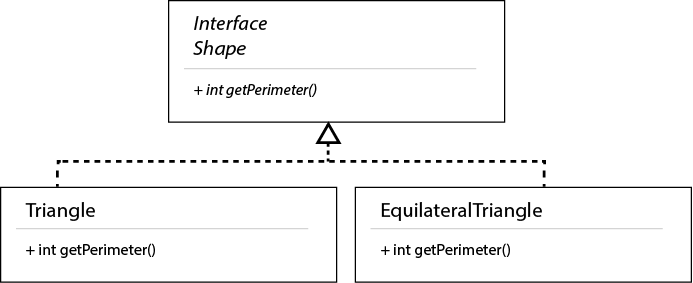 Interface
Shape
+ int getPerimeter()
Triangle
+ int getPerimeter()
EquilateralTriangle
+ int getPerimeter()